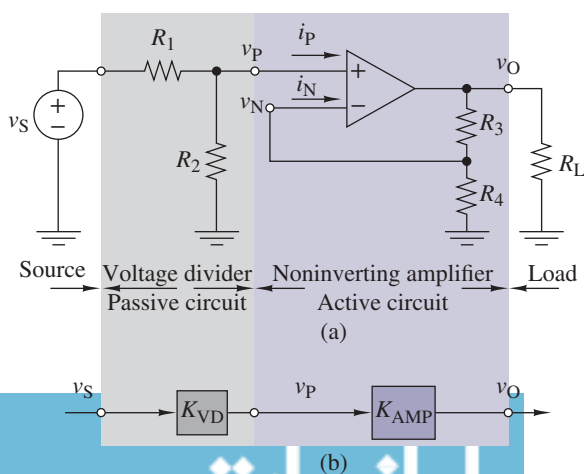 R1 vP iP vO
+
vS + − vN iN − R3
R2 R4 RL
Source Voltage divider Noninverting amplifier Load
Passive circuit Active circuit
(a)
vS vP vO
KVD KAMP
(b)